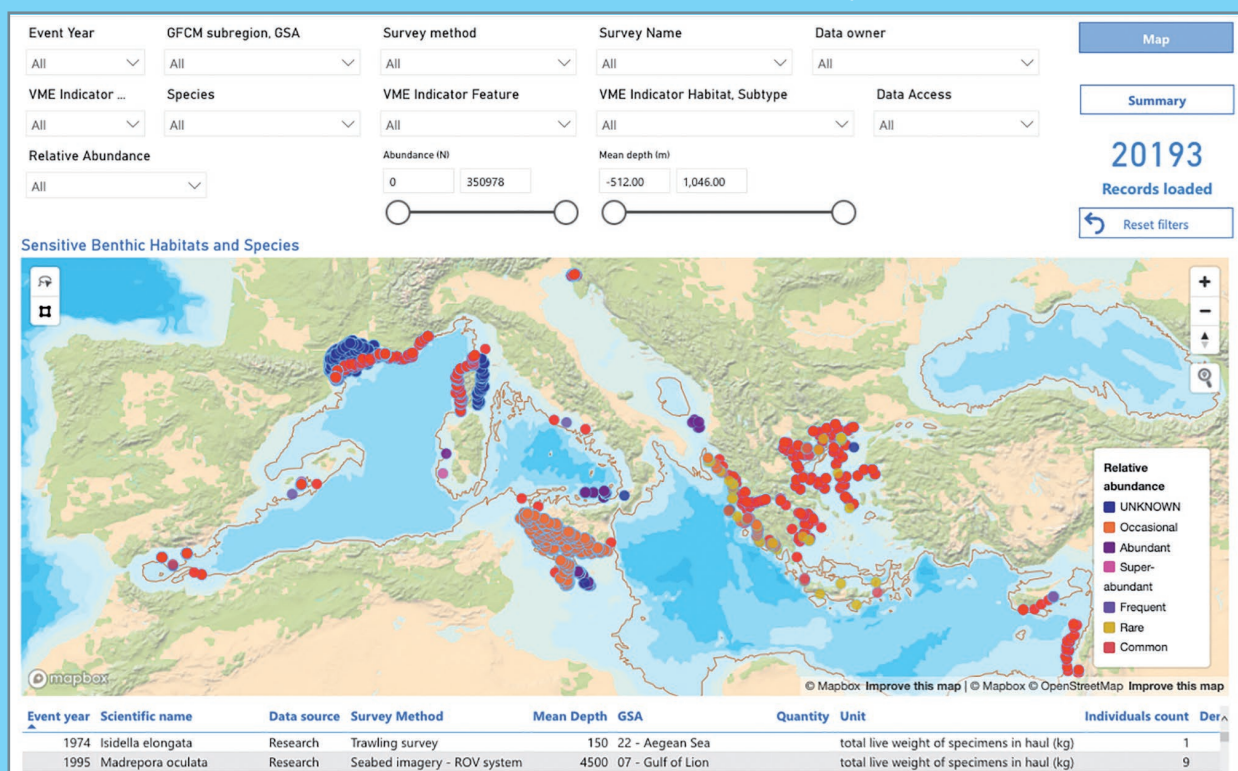 Event Year GFCM subregion, GSA Survey method Survey Name Data owner
All All All All All
Map
VME Indicator ... Species VME Indicator Feature VME Indicator Habitat, Subtype Data Access
All All All All All
Summary
Relative Abundance Abundance (N) Mean depth (m)
All 0 350978 -512.00 1,046.00
20193
Records loaded
Reset filters
Sensitive Benthic Habitats and Species
Relative
abundance
UNKNOWN
Occasional
Abundant
Super-
abundant
Frequent
Rare
Common
mapbox
© Mapbox Improve this map | © Mapbox © OpenStreetMap Improve this map
Event year Scientific name Data source Survey Method Mean Depth GSA Quantity Unit Individuals count Der
1974 Isidella elongata Research Trawling survey 150 22 - Aegean Sea total live weight of specimens in haul (kg) 1
1995 Madrepora oculata Research Seabed imagery - ROV system 4500 07 - Gulf of Lion total live weight of specimens in haul (kg) 9